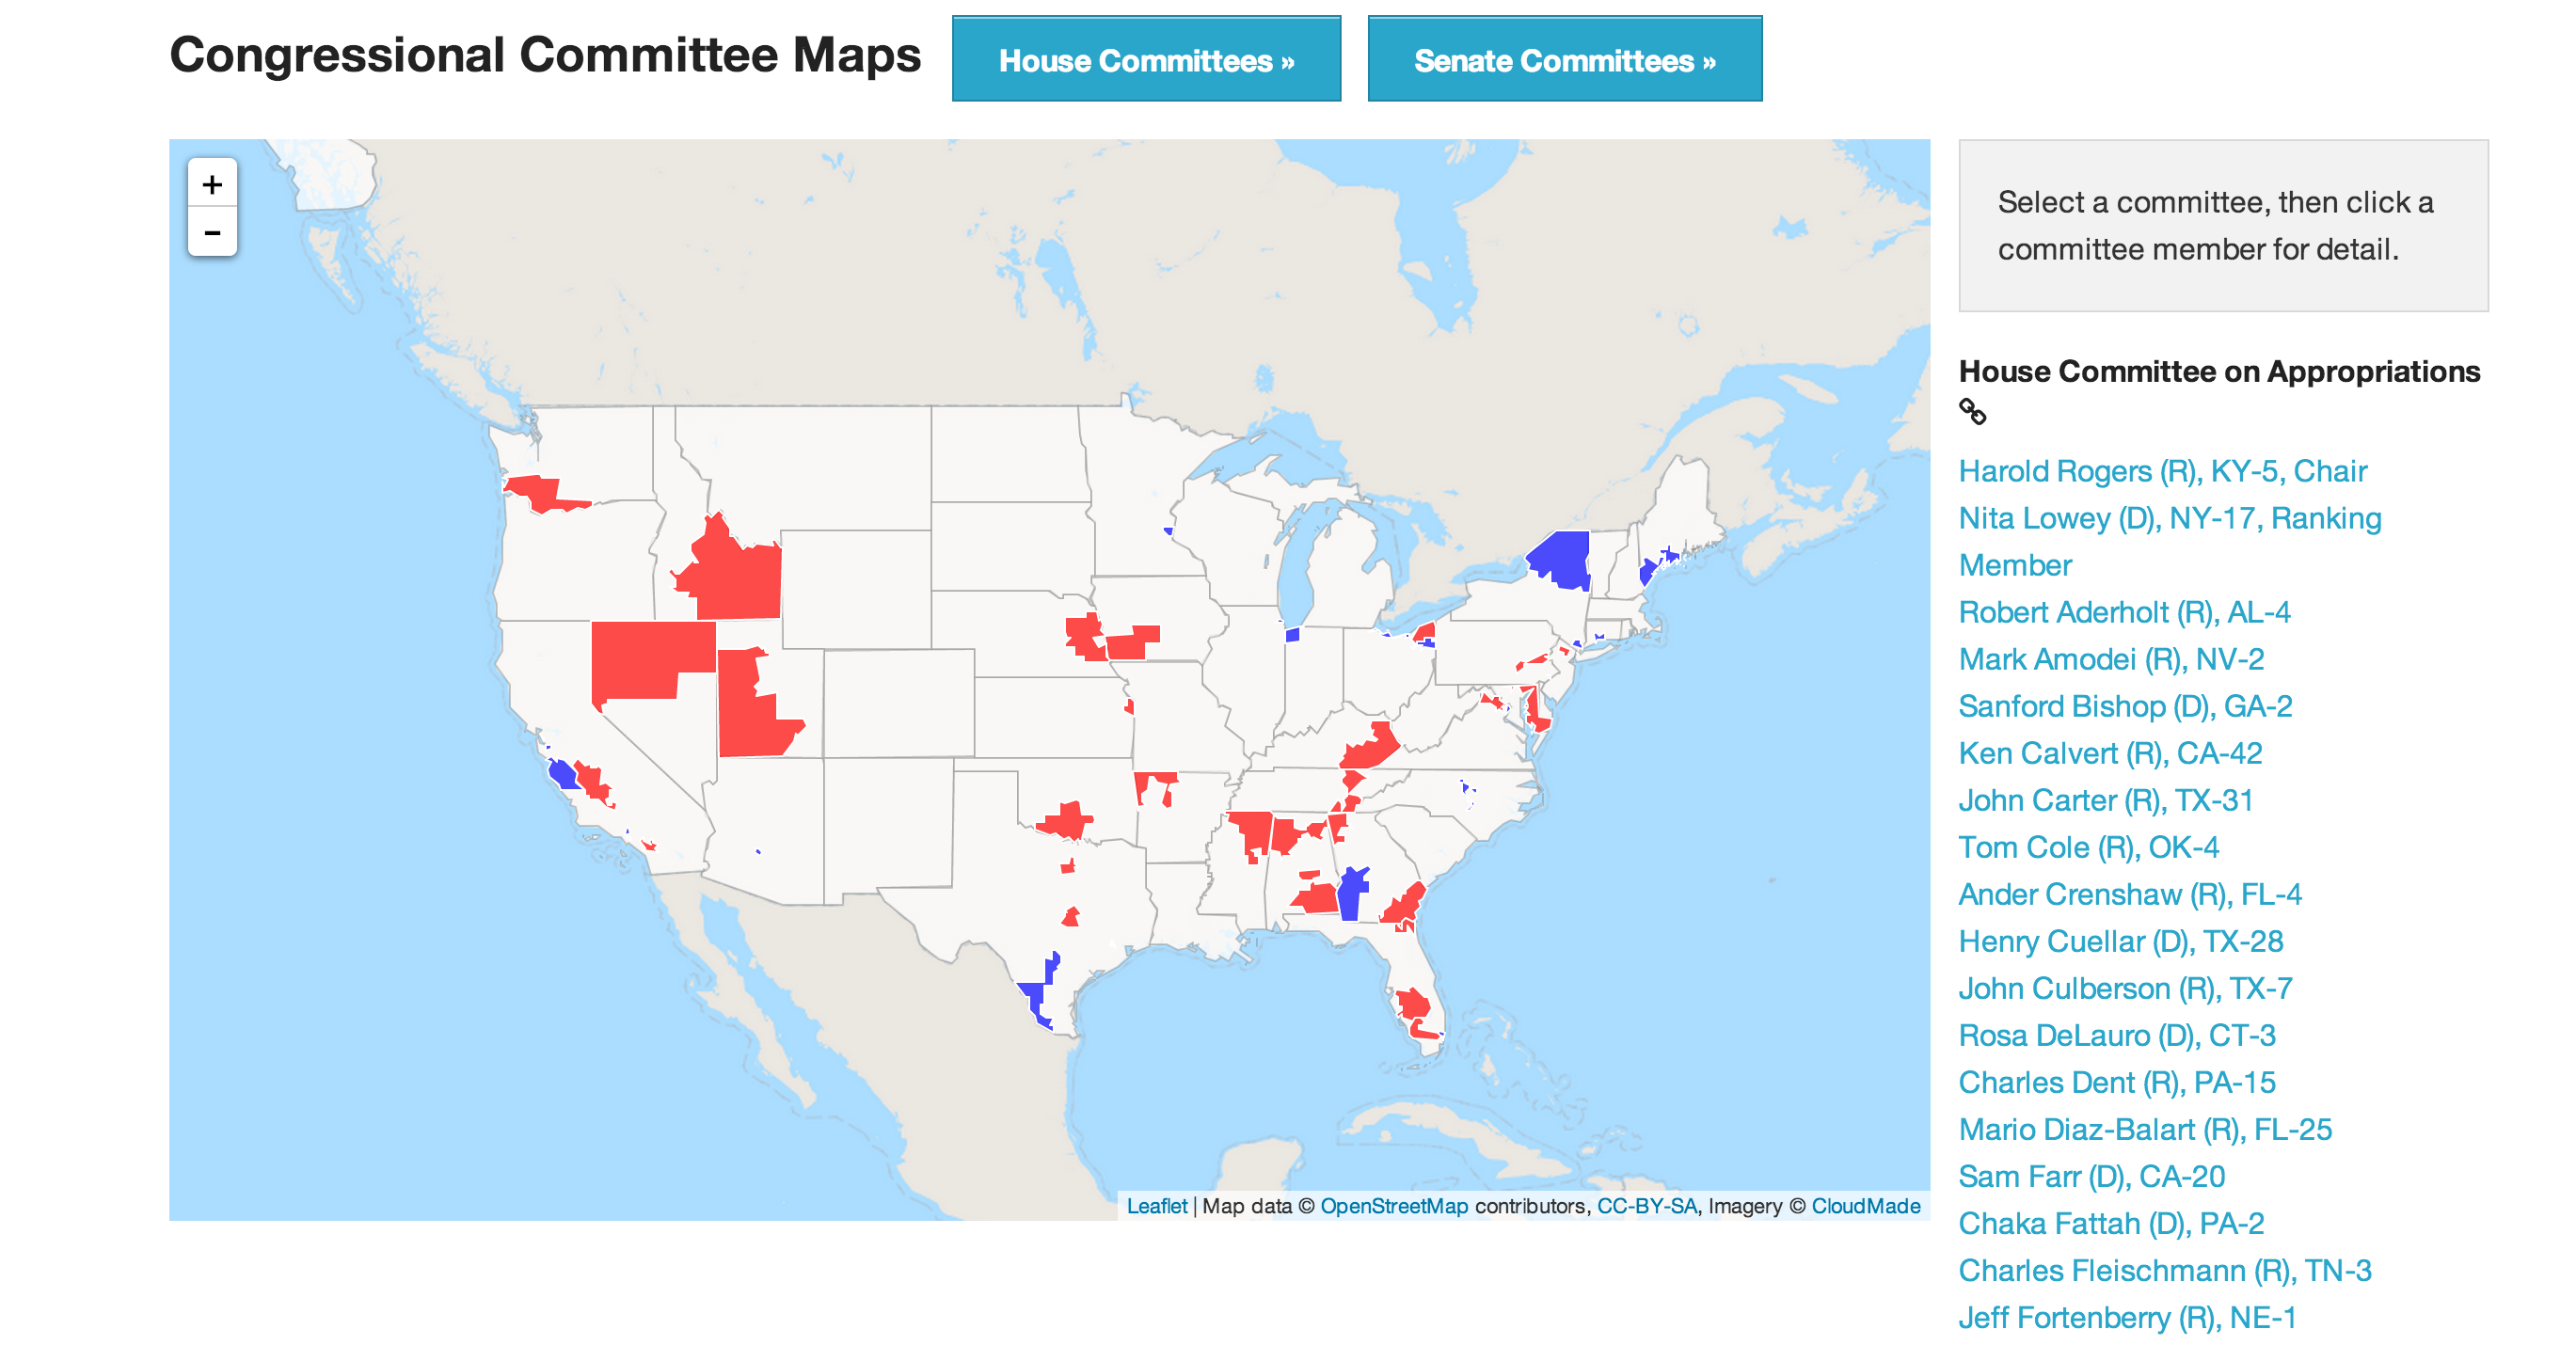 Congressional Committee Maps
House Committees »
Senate Committees »
+
−
Select a committee, then click a
committee member for detail.
House Committee on Appropriations
Harold Rogers (R), KY-5, Chair
Nita Lowey (D), NY-17, Ranking
Member
Robert Aderholt (R), AL-4
Mark Amodei (R), NV-2
Sanford Bishop (D), GA-2
Ken Calvert (R), CA-42
John Carter (R), TX-31
Tom Cole (R), OK-4
Ander Crenshaw (R), FL-4
Henry Cuellar (D), TX-28
John Culberson (R), TX-7
Rosa DeLauro (D), CT-3
Charles Dent (R), PA-15
Mario Diaz-Balart (R), FL-25
Sam Farr (D), CA-20
Chaka Fattah (D), PA-2
Charles Fleischmann (R), TN-3
Jeff Fortenberry (R), NE-1
Leaflet | Map data © OpenStreetMap contributors, CC-BY-SA, Imagery © CloudMade